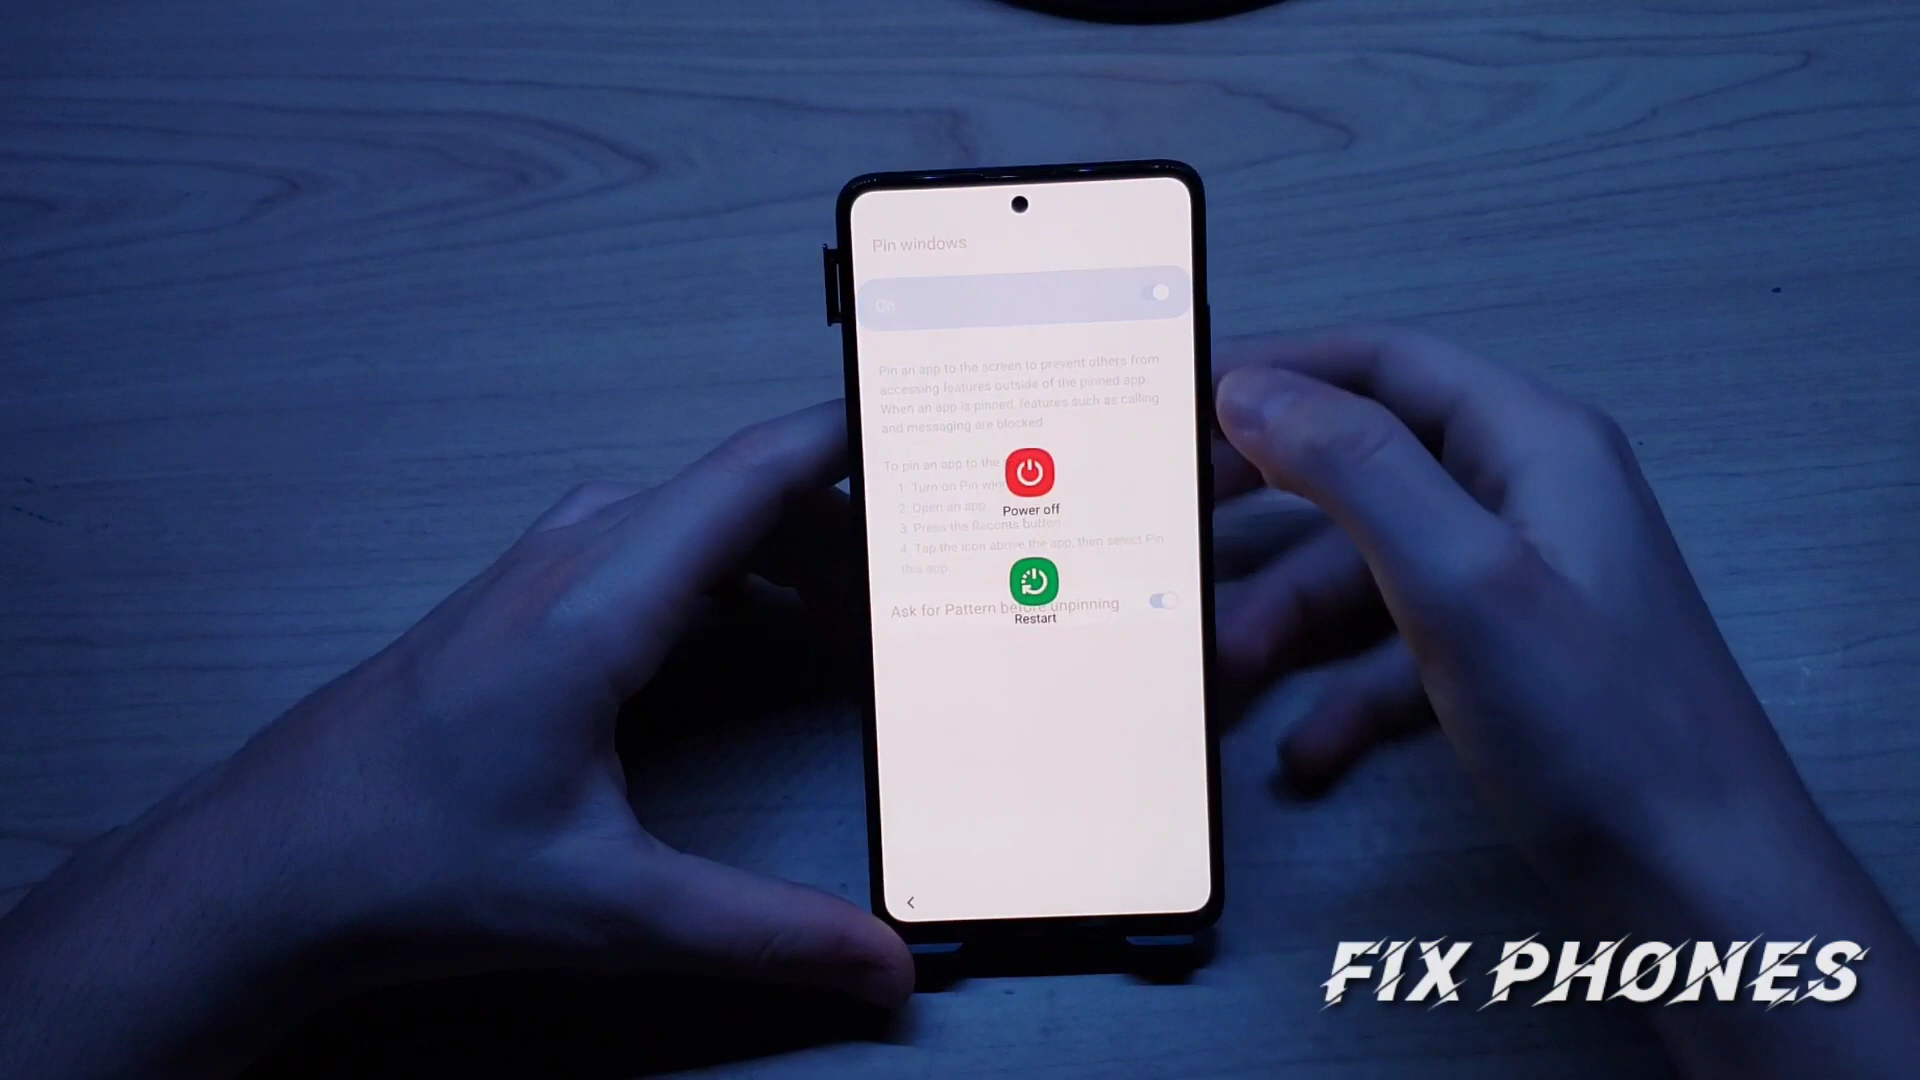 Pin windows
On
Pin an app to the screen to prevent others from
accessing features outside of the pinned app.
When an app is pinned, features such as calling
and messaging are blocked
To pin an app to the
1. Turn on Pin
2. Open an app
Power off
3. Press the Recents button
4. Tap the icon above the app, then select Pin
this app.
Ask for Pattern before unpinning
Restart
FIX PHONES